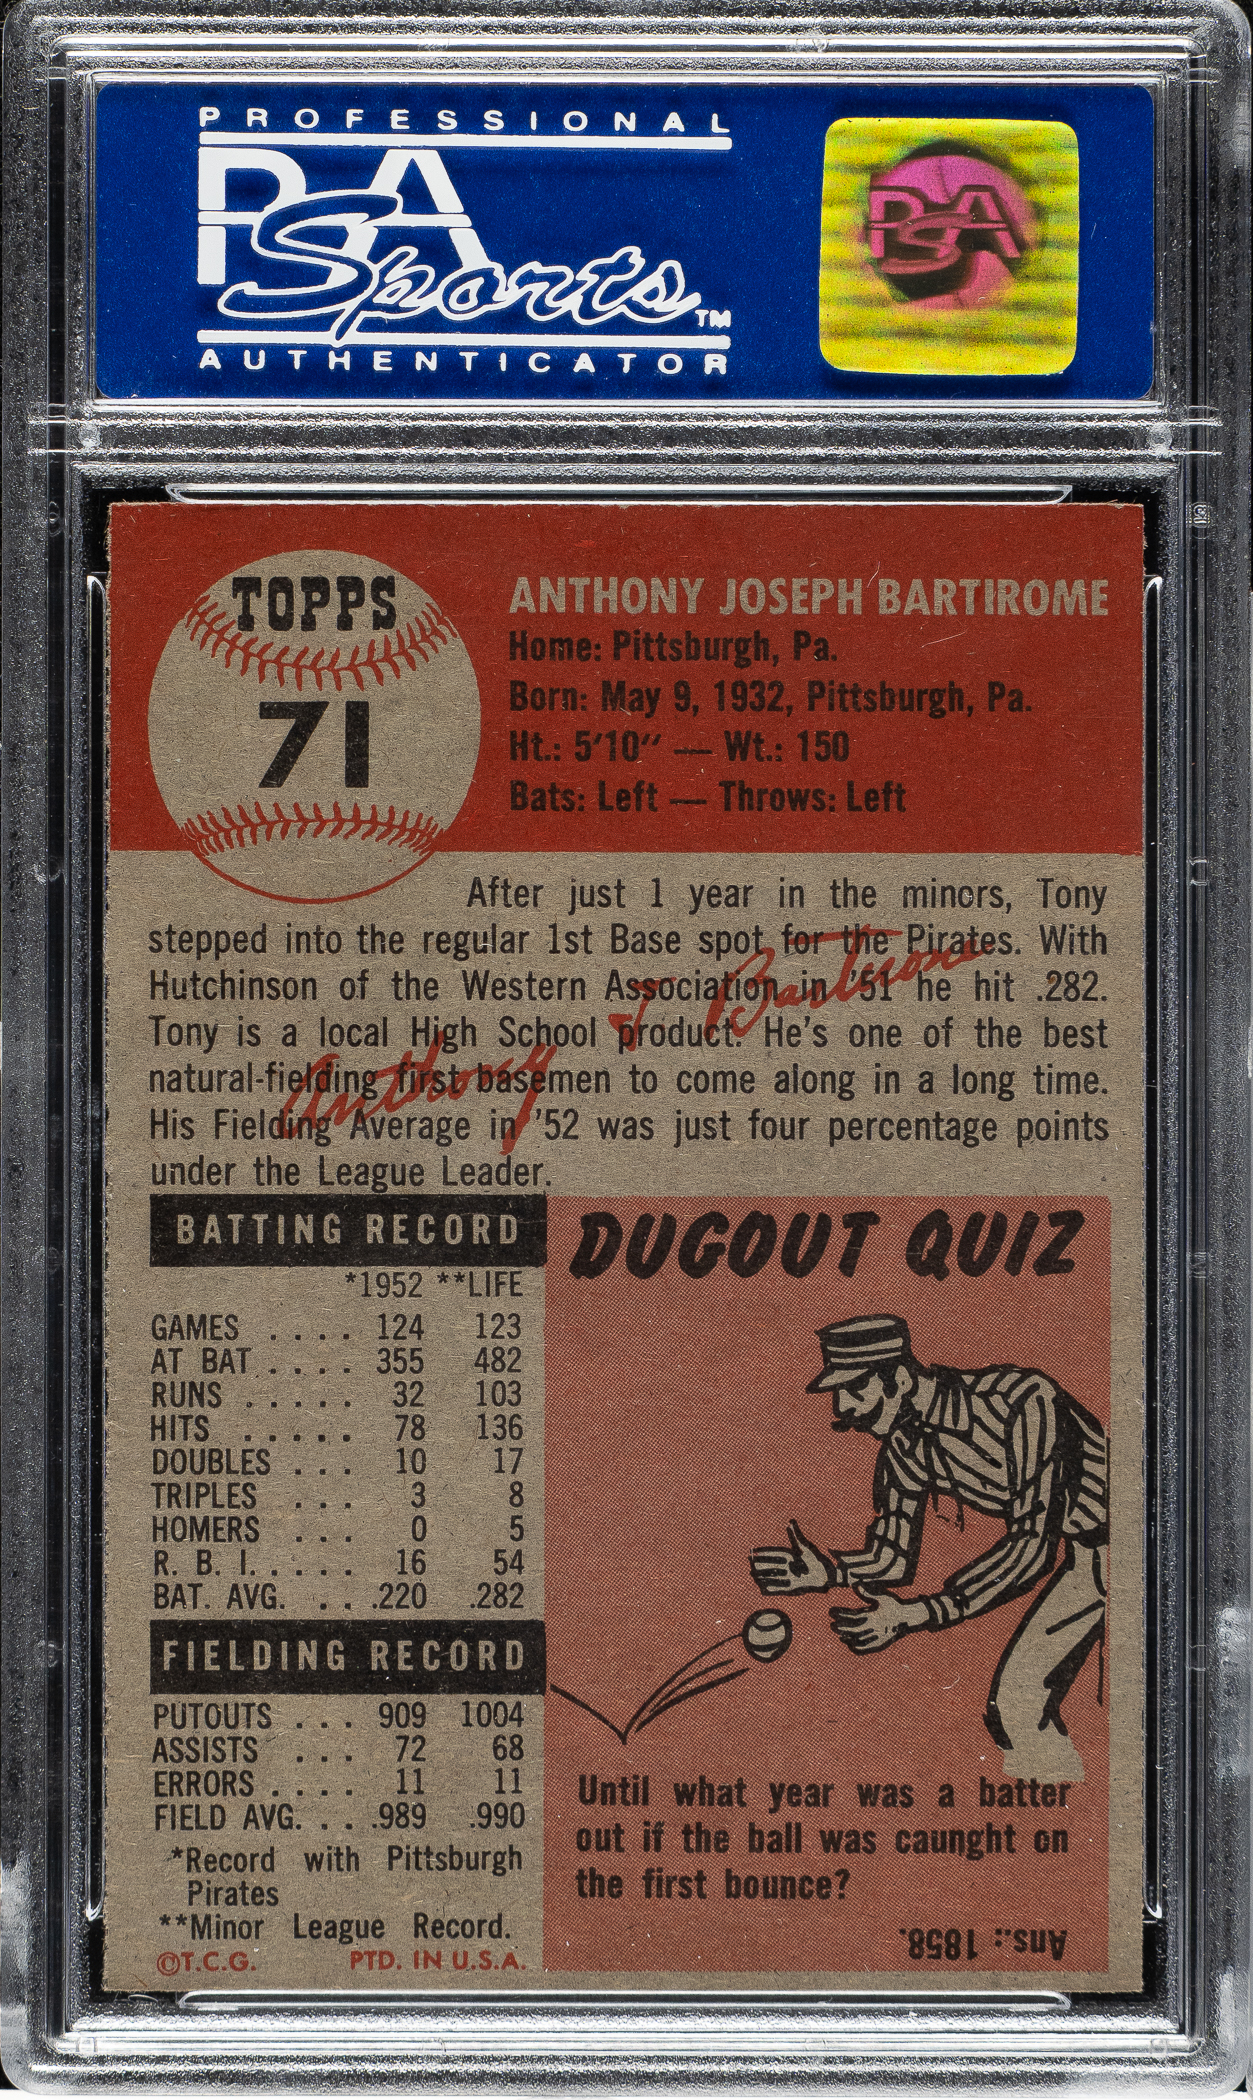 PROFESSIONAL
PSA
Sports TM
AUTHENTICATOR
PSA
TOPPS
71
ANTHONY JOSEPH BARTIROME
Home: Pittsburgh, Pa.
Born: May 9, 1932, Pittsburgh, Pa.
Ht.: 5'10" — Wt.: 150
Bats: Left — Throws: Left
After just 1 year in the minors, Tony
stepped into the regular 1st Base spot for the Pirates. With
Hutchinson of the Western Association in '51 he hit .282.
Tony is a local High School product. He's one of the best
natural-fielding first basemen to come along in a long time.
His Fielding Average in '52 was just four percentage points
under the League Leader.
Anthony J Bartirome
BATTING RECORD
*1952 **LIFE
GAMES .... 124 123
AT BAT .... 355 482
RUNS ..... 32 103
HITS ..... 78 136
DOUBLES ... 10 17
TRIPLES ... 3 8
HOMERS ... 0 5
R. B. I. .... 16 54
BAT. AVG. ... .220 .282
FIELDING RECORD
PUTOUTS ... 909 1004
ASSISTS ... 72 68
ERRORS .... 11 11
FIELD AVG. ... .989 .990
*Record with Pittsburgh
Pirates
**Minor League Record.
©T.C.G. PTD. IN U.S.A.
DUGOUT QUIZ
Until what year was a batter
out if the ball was caunght on
the first bounce?
Ans.: 1858.